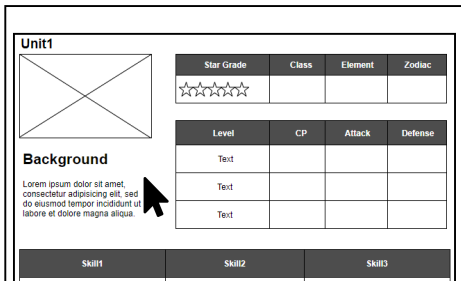 Unit1
Star Grade Class Element Zodiac
Level CP Attack Defense
Text
Text
Text
Background
Lorem ipsum dolor sit amet,
consectetur adipisicing elit, sed
do eiusmod tempor incididunt ut
labore et dolore magna aliqua.
Skill1 Skill2 Skill3